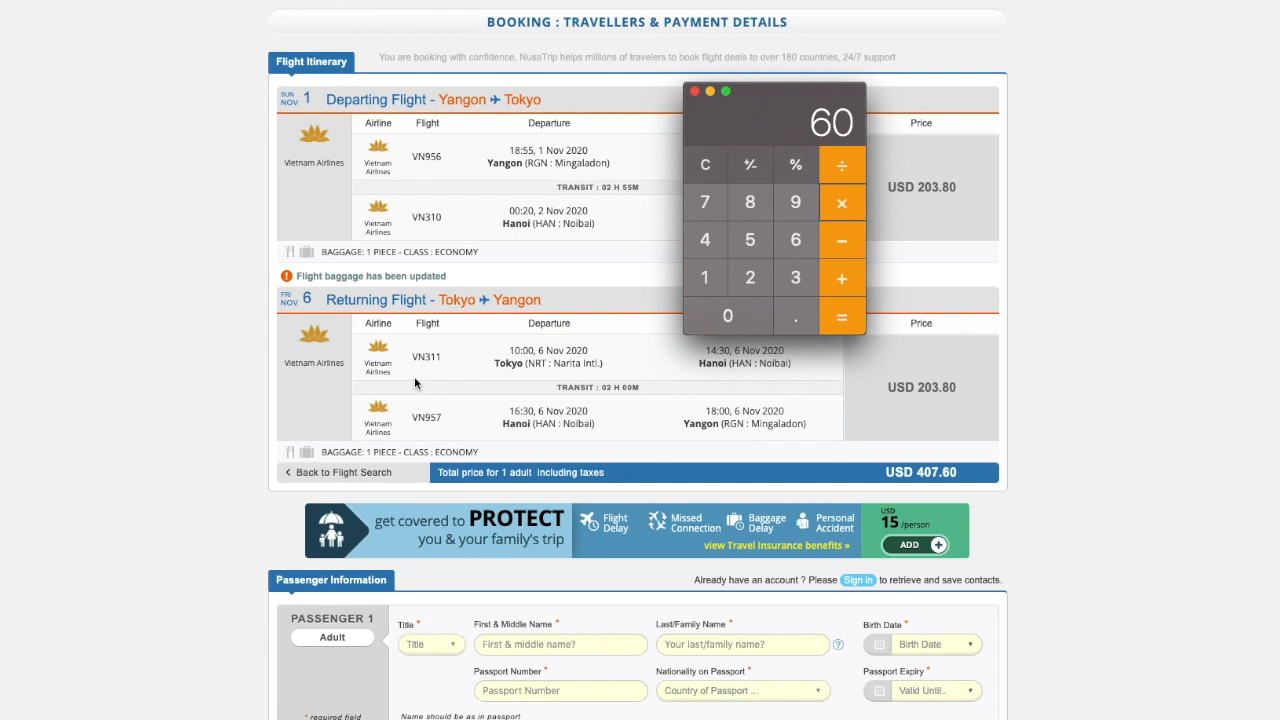 BOOKING : TRAVELLERS & PAYMENT DETAILS
Flight Itinerary
You are booking with confidence, NusaTrip helps millions of travelers to book flight deals to over 180 countries, 24/7 support
SUN NOV 1 Departing Flight - Yangon ✈ Tokyo
Airline Flight Departure Price
Vietnam Airlines
Vietnam Airlines VN956 18:55, 1 Nov 2020
Yangon (RGN : Mingaladon)
TRANSIT : 02 H 55M
USD 203.80
Vietnam Airlines VN310 00:20, 2 Nov 2020
Hanoi (HAN : Noibai)
BAGGAGE: 1 PIECE - CLASS : ECONOMY
60
C +/- % ÷
7 8 9 ×
4 5 6 −
1 2 3 +
0 . =
Flight baggage has been updated
FRI NOV 6 Returning Flight - Tokyo ✈ Yangon
Airline Flight Departure Price
Vietnam Airlines
Vietnam Airlines VN311 10:00, 6 Nov 2020 14:30, 6 Nov 2020
Tokyo (NRT : Narita Intl.) Hanoi (HAN : Noibai)
TRANSIT : 02 H 00M
USD 203.80
Vietnam Airlines VN957 16:30, 6 Nov 2020 18:00, 6 Nov 2020
Hanoi (HAN : Noibai) Yangon (RGN : Mingaladon)
BAGGAGE: 1 PIECE - CLASS : ECONOMY
< Back to Flight Search Total price for 1 adult including taxes USD 407.60
get covered to PROTECT
you & your family's trip
Flight Delay
Missed Connection
Baggage Delay
Personal Accident
view Travel Insurance benefits »
USD
15 /person
ADD +
Passenger Information
Already have an account ? Please Sign in to retrieve and save contacts.
PASSENGER 1
Adult
Title * First & Middle Name * Last/Family Name * Birth Date *
Title First & middle name? Your last/family name? ? Birth Date
Passport Number * Nationality on Passport * Passport Expiry *
Passport Number Country of Passport ... Valid Until..
* required field Name should be as in passport